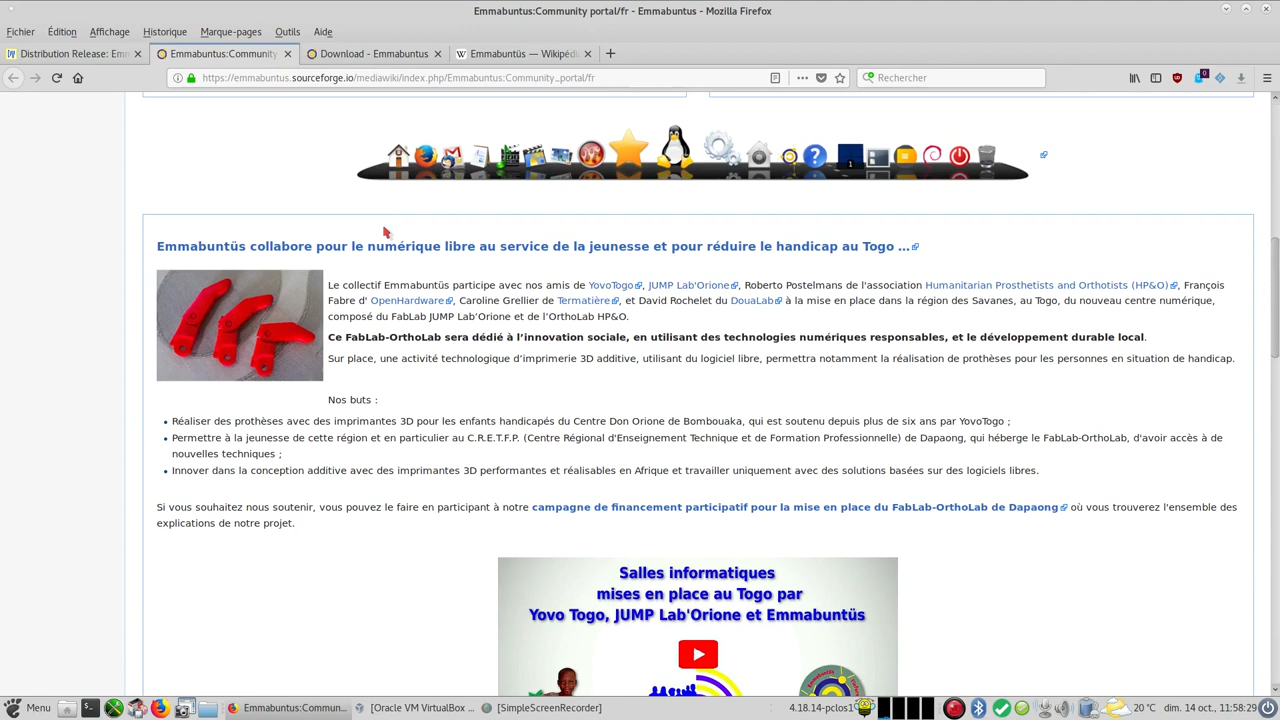 Emmabuntus:Community portal/fr - Emmabuntus - Mozilla Firefox
Fichier Édition Affichage Historique Marque-pages Outils Aide
Distribution Release: Emm Emmabuntus:Community Download - Emmabuntus Emmabuntüs — Wikipédi
https://emmabuntus.sourceforge.io/mediawiki/index.php/Emmabuntus:Community_portal/fr Rechercher 0
1
Emmabuntüs collabore pour le numérique libre au service de la jeunesse et pour réduire le handicap au Togo ...
Le collectif Emmabuntüs participe avec nos amis de YovoTogo, JUMP Lab'Orione, Roberto Postelmans de l'association Humanitarian Prosthetists and Orthotists (HP&O), François
Fabre d' OpenHardware, Caroline Grellier de Termatière, et David Rochelet du DouaLab à la mise en place dans la région des Savanes, au Togo, du nouveau centre numérique,
composé du FabLab JUMP Lab’Orione et de l’OrthoLab HP&O.
Ce FabLab-OrthoLab sera dédié à l’innovation sociale, en utilisant des technologies numériques responsables, et le développement durable local.
Sur place, une activité technologique d’imprimerie 3D additive, utilisant du logiciel libre, permettra notamment la réalisation de prothèses pour les personnes en situation de handicap.
Nos buts :
Réaliser des prothèses avec des imprimantes 3D pour les enfants handicapés du Centre Don Orione de Bombouaka, qui est soutenu depuis plus de six ans par YovoTogo ;
Permettre à la jeunesse de cette région et en particulier au C.R.E.T.F.P. (Centre Régional d'Enseignement Technique et de Formation Professionnelle) de Dapaong, qui héberge le FabLab-OrthoLab, d'avoir accès à de
nouvelles techniques ;
Innover dans la conception additive avec des imprimantes 3D performantes et réalisables en Afrique et travailler uniquement avec des solutions basées sur des logiciels libres.
Si vous souhaitez nous soutenir, vous pouvez le faire en participant à notre campagne de financement participatif pour la mise en place du FabLab-OrthoLab de Dapaong où vous trouverez l'ensemble des
explications de notre projet.
Salles informatiques
mises en place au Togo par
Yovo Togo, JUMP Lab'Orione et Emmabuntüs
Menu Emmabuntus:Commun... [Oracle VM VirtualBox ... [SimpleScreenRecorder] 4.18.14-pclos1 20 °C dim. 14 oct., 11:58:29